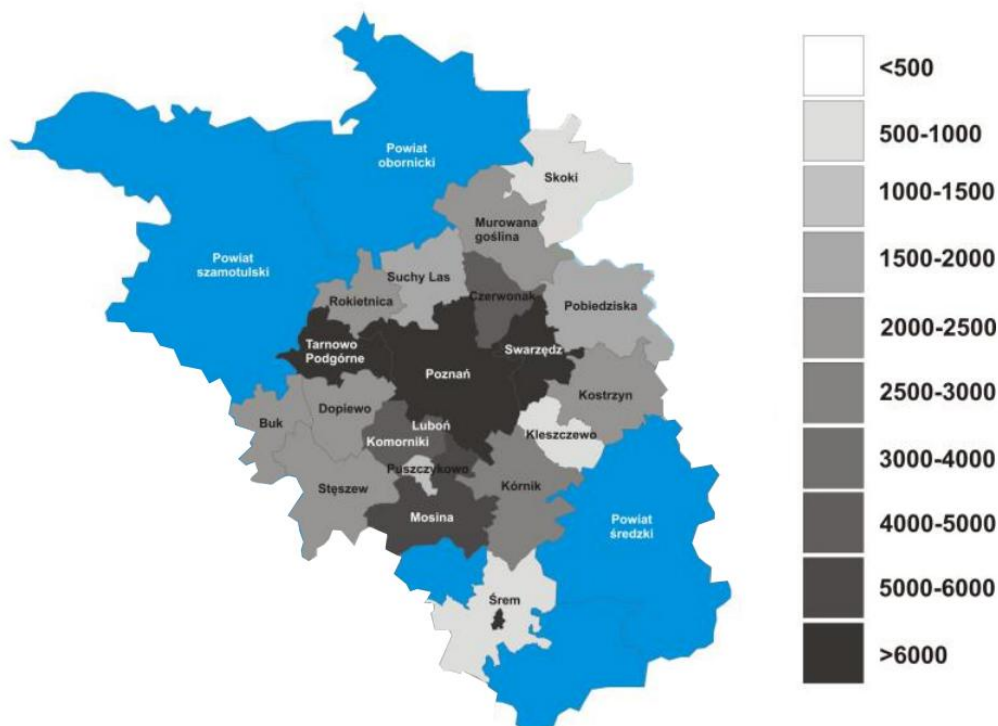 Powiat
obornicki
Skoki
Murowana
goślina
Powiat
szamotulski
Suchy Las
Rokietnica
Czerwonak
Pobiedziska
Tarnowo
Podgórne
Swarzędz
Poznań
Kostrzyn
Dopiewo
Buk
Luboń
Komorniki
Kleszczewo
Puszczykowo
Stęszew
Kórnik
Mosina
Powiat
średzki
Śrem
<500
500-1000
1000-1500
1500-2000
2000-2500
2500-3000
3000-4000
4000-5000
5000-6000
>6000